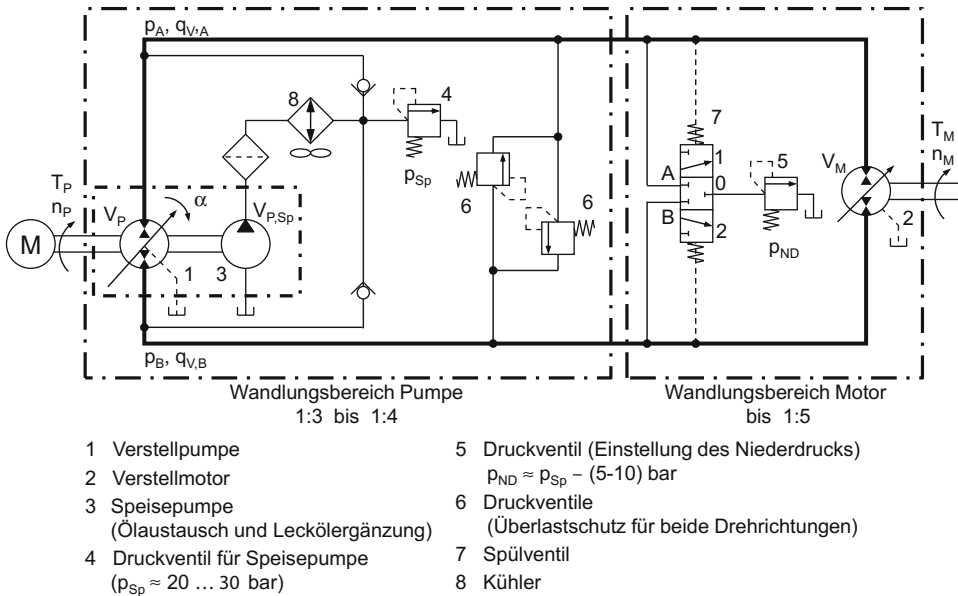 p_A, q_V,A
8
4
7
T_M
n_M
p_Sp
A
1
0
5
V_M
T_P
n_P
V_P
α
V_P,Sp
6
6
B
2
p_ND
2
M
1
3
p_B, q_V,B
Wandlungsbereich Pumpe
1:3 bis 1:4
Wandlungsbereich Motor
bis 1:5
1 Verstellpumpe
2 Verstellmotor
3 Speisepumpe
(Ölaustausch und Leckölergänzung)
4 Druckventil für Speisepumpe
(p_Sp ≈ 20 … 30 bar)
5 Druckventil (Einstellung des Niederdrucks)
p_ND ≈ p_Sp – (5-10) bar
6 Druckventile
(Überlastschutz für beide Drehrichtungen)
7 Spülventil
8 Kühler